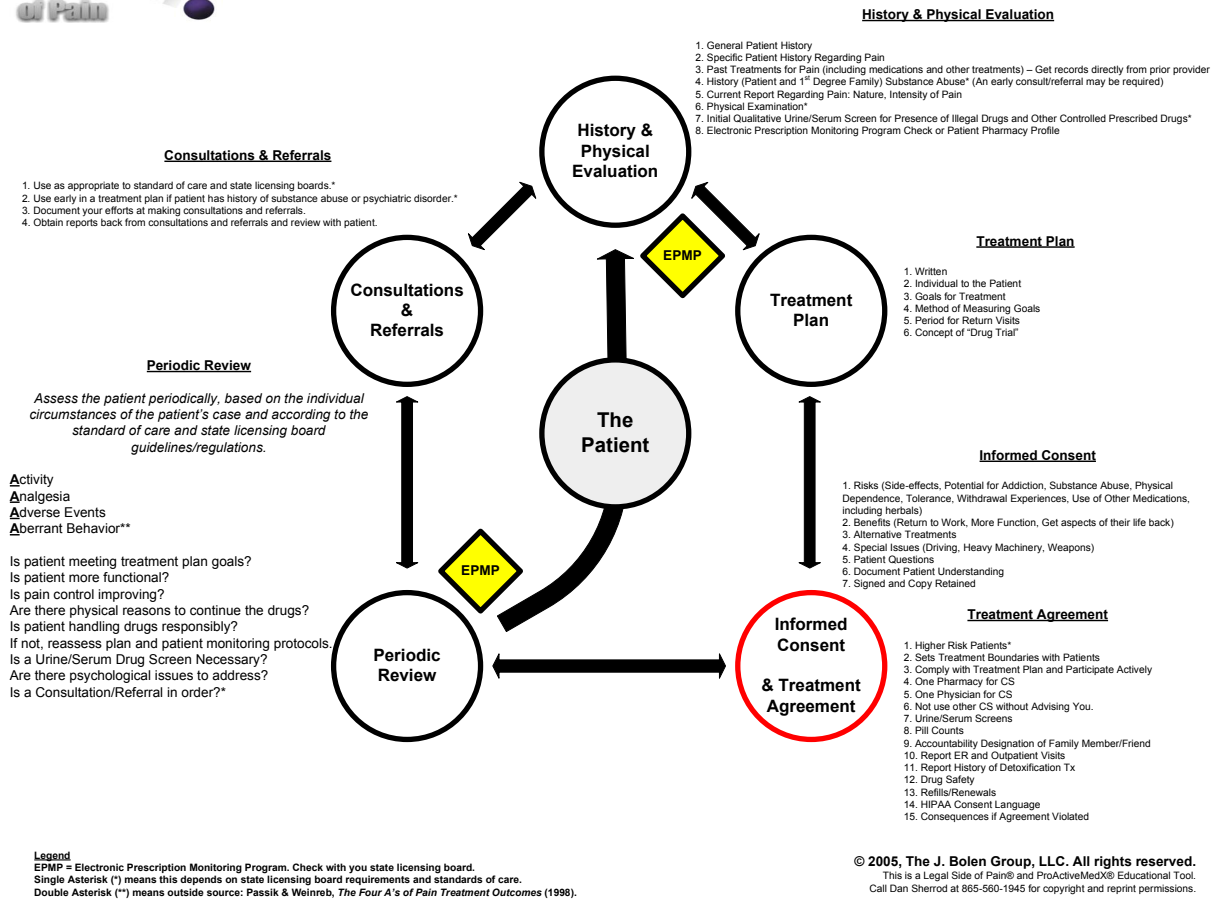 of Pain
History & Physical Evaluation
1. General Patient History
2. Specific Patient History Regarding Pain
3. Past Treatments for Pain (including medications and other treatments) – Get records directly from prior provider
4. History (Patient and 1st Degree Family) Substance Abuse* (An early consult/referral may be required)
5. Current Report Regarding Pain: Nature, Intensity of Pain
6. Physical Examination*
7. Initial Qualitative Urine/Serum Screen for Presence of Illegal Drugs and Other Controlled Prescribed Drugs*
8. Electronic Prescription Monitoring Program Check or Patient Pharmacy Profile
History &
Physical
Evaluation
Consultations & Referrals
1. Use as appropriate to standard of care and state licensing boards.*
2. Use early in a treatment plan if patient has history of substance abuse or psychiatric disorder.*
3. Document your efforts at making consultations and referrals.
4. Obtain reports back from consultations and referrals and review with patient.
EPMP
Treatment Plan
1. Written
2. Individual to the Patient
3. Goals for Treatment
4. Method of Measuring Goals
5. Period for Return Visits
6. Concept of "Drug Trial"
Consultations
&
Referrals
Treatment
Plan
Periodic Review
Assess the patient periodically, based on the individual
circumstances of the patient's case and according to the
standard of care and state licensing board
guidelines/regulations.
The
Patient
Activity
Analgesia
Adverse Events
Aberrant Behavior**
Is patient meeting treatment plan goals?
Is patient more functional?
Is pain control improving?
Are there physical reasons to continue the drugs?
Is patient handling drugs responsibly?
If not, reassess plan and patient monitoring protocols.
Is a Urine/Serum Drug Screen Necessary?
Are there psychological issues to address?
Is a Consultation/Referral in order?*
Informed Consent
1. Risks (Side-effects, Potential for Addiction, Substance Abuse, Physical
Dependence, Tolerance, Withdrawal Experiences, Use of Other Medications,
including herbals)
2. Benefits (Return to Work, More Function, Get aspects of their life back)
3. Alternative Treatments
4. Special Issues (Driving, Heavy Machinery, Weapons)
5. Patient Questions
6. Document Patient Understanding
7. Signed and Copy Retained
EPMP
Periodic
Review
Informed
Consent
& Treatment
Agreement
Treatment Agreement
1. Higher Risk Patients*
2. Sets Treatment Boundaries with Patients
3. Comply with Treatment Plan and Participate Actively
4. One Pharmacy for CS
5. One Physician for CS
6. Not use other CS without Advising You.
7. Urine/Serum Screens
8. Pill Counts
9. Accountability Designation of Family Member/Friend
10. Report ER and Outpatient Visits
11. Report History of Detoxification Tx
12. Drug Safety
13. Refills/Renewals
14. HIPAA Consent Language
15. Consequences if Agreement Violated
Legend
EPMP = Electronic Prescription Monitoring Program. Check with you state licensing board.
Single Asterisk (*) means this depends on state licensing board requirements and standards of care.
Double Asterisk (**) means outside source: Passik & Weinreb, The Four A's of Pain Treatment Outcomes (1998).
© 2005, The J. Bolen Group, LLC. All rights reserved.
This is a Legal Side of Pain® and ProActiveMedX® Educational Tool.
Call Dan Sherrod at 865-560-1945 for copyright and reprint permissions.